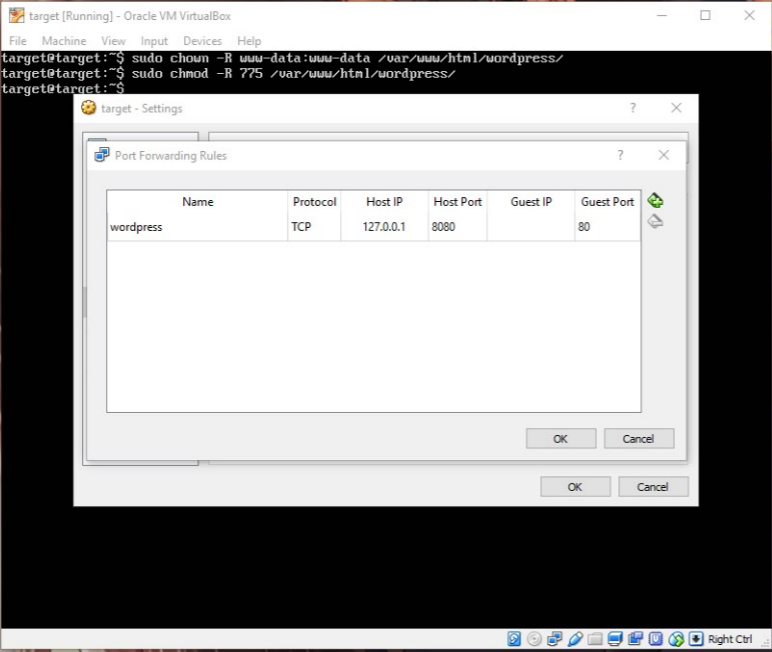 target [Running] - Oracle VM VirtualBox
File Machine View Input Devices Help
target@target:~$ sudo chown -R www-data:www-data /var/www/html/wordpress/
target@target:~$ sudo chmod -R 775 /var/www/html/wordpress/
target@target:~$
target - Settings ?
Port Forwarding Rules ?
Name Protocol Host IP Host Port Guest IP Guest Port
wordpress TCP 127.0.0.1 8080 80
OK Cancel
OK Cancel
Right Ctrl